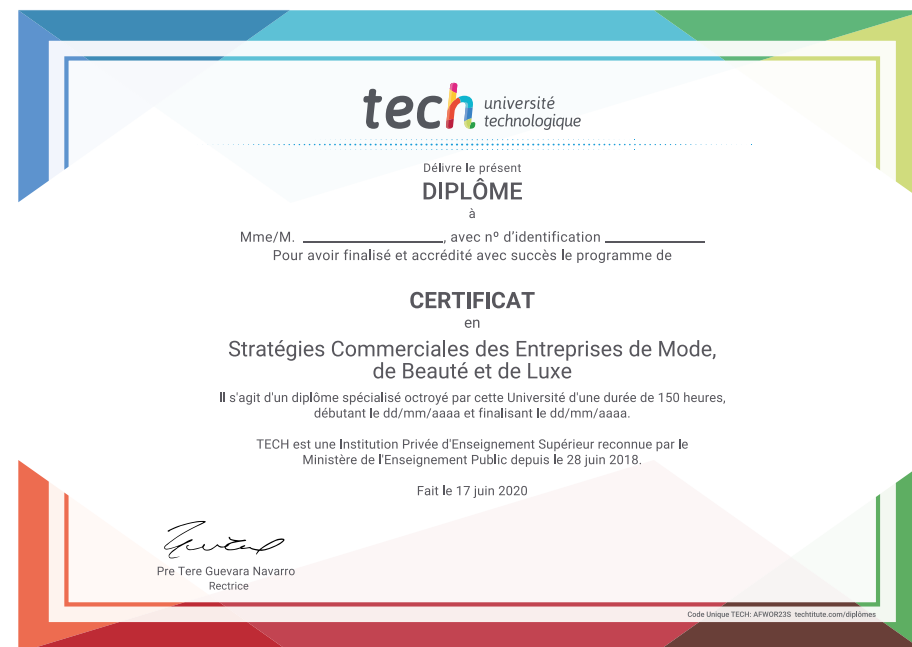 tech université
technologique
Délivre le présent
DIPLÔME
à
Mme/M. ____________, avec nº d'identification ____________
Pour avoir finalisé et accrédité avec succès le programme de
CERTIFICAT
en
Stratégies Commerciales des Entreprises de Mode,
de Beauté et de Luxe
Il s'agit d'un diplôme spécialisé octroyé par cette Université d'une durée de 150 heures,
débutant le dd/mm/aaaa et finalisant le dd/mm/aaaa.
TECH est une Institution Privée d'Enseignement Supérieur reconnue par le
Ministère de l'Enseignement Public depuis le 28 juin 2018.
Fait le 17 juin 2020
Pre Tere Guevara Navarro
Rectrice
Code Unique TECH: AFWOR23S techtitute.com/diplômes